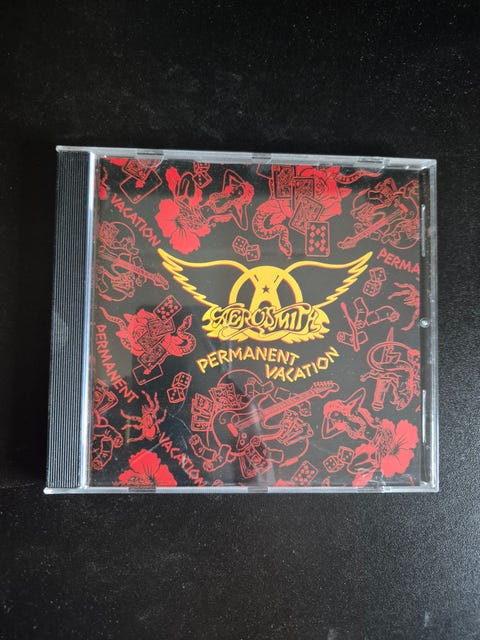 VACATION
PERMA
AEROSMITH
PERMANENT
VACATION
PERMANENT
VACATION